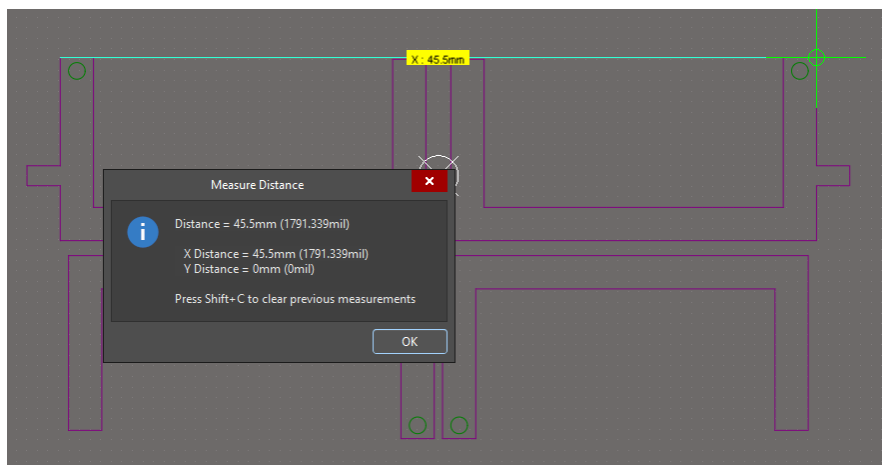 X : 45.5mm
Measure Distance
Distance = 45.5mm (1791.339mil)
X Distance = 45.5mm (1791.339mil)
Y Distance = 0mm (0mil)
Press Shift+C to clear previous measurements
OK